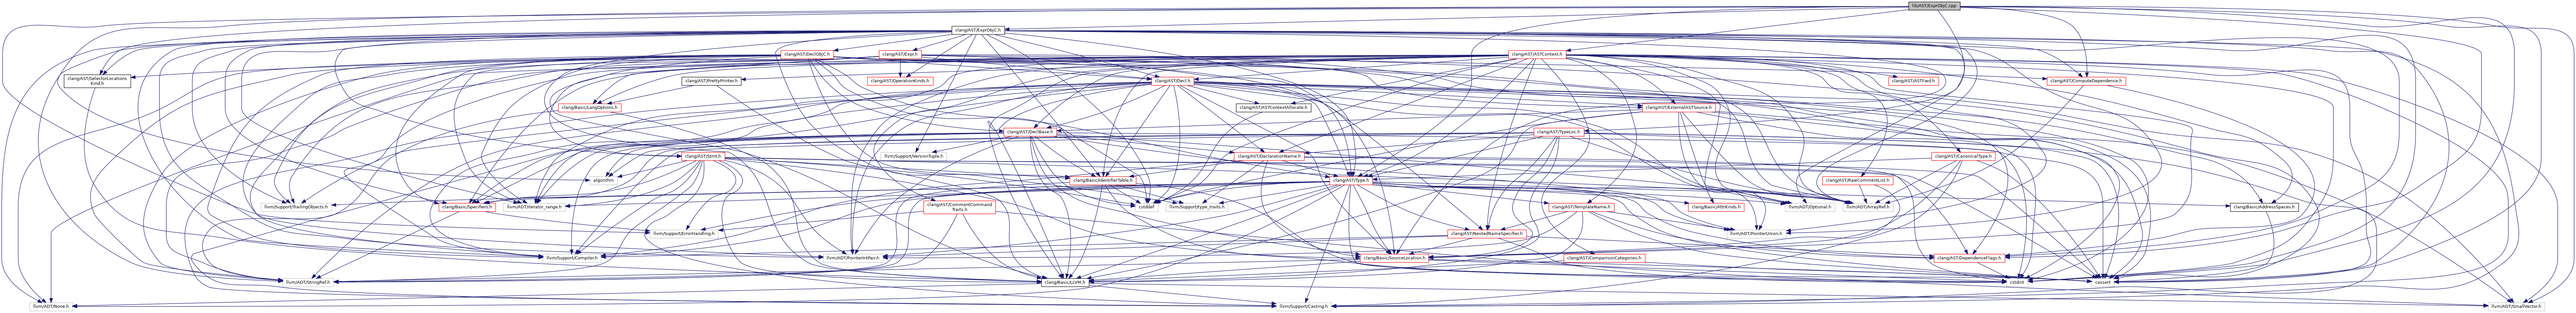 lib/AST/ExprObjC.cpp
clang/AST/ExprObjC.h
clang/AST/DeclObjC.h
clang/AST/Expr.h
clang/AST/ASTContext.h
clang/AST/SelectorLocations
Kind.h
clang/AST/PrettyPrinter.h
clang/AST/OperationKinds.h
clang/AST/Decl.h
clang/AST/ASTFwd.h
clang/AST/ComputeDependence.h
clang/Basic/LangOptions.h
clang/AST/ASTContextAllocate.h
clang/AST/ExternalASTSource.h
clang/AST/DeclBase.h
clang/AST/TypeLoc.h
clang/AST/Stmt.h
llvm/Support/VersionTuple.h
clang/AST/DeclarationName.h
clang/AST/CanonicalType.h
algorithm
clang/Basic/IdentifierTable.h
clang/AST/Type.h
clang/AST/RawCommentList.h
llvm/Support/TrailingObjects.h
clang/Basic/Specifiers.h
llvm/ADT/iterator_range.h
clang/AST/CommentCommand
Traits.h
cstddef
llvm/Support/type_traits.h
clang/AST/TemplateName.h
clang/Basic/AttrKinds.h
llvm/ADT/Optional.h
llvm/ADT/ArrayRef.h
clang/Basic/AddressSpaces.h
llvm/Support/ErrorHandling.h
clang/AST/NestedNameSpecifier.h
llvm/ADT/PointerUnion.h
llvm/Support/Compiler.h
llvm/ADT/PointerIntPair.h
clang/Basic/SourceLocation.h
clang/AST/ComparisonCategories.h
clang/AST/DependenceFlags.h
llvm/ADT/StringRef.h
clang/Basic/LLVM.h
cstdint
cassert
llvm/ADT/None.h
llvm/Support/Casting.h
llvm/ADT/SmallVector.h